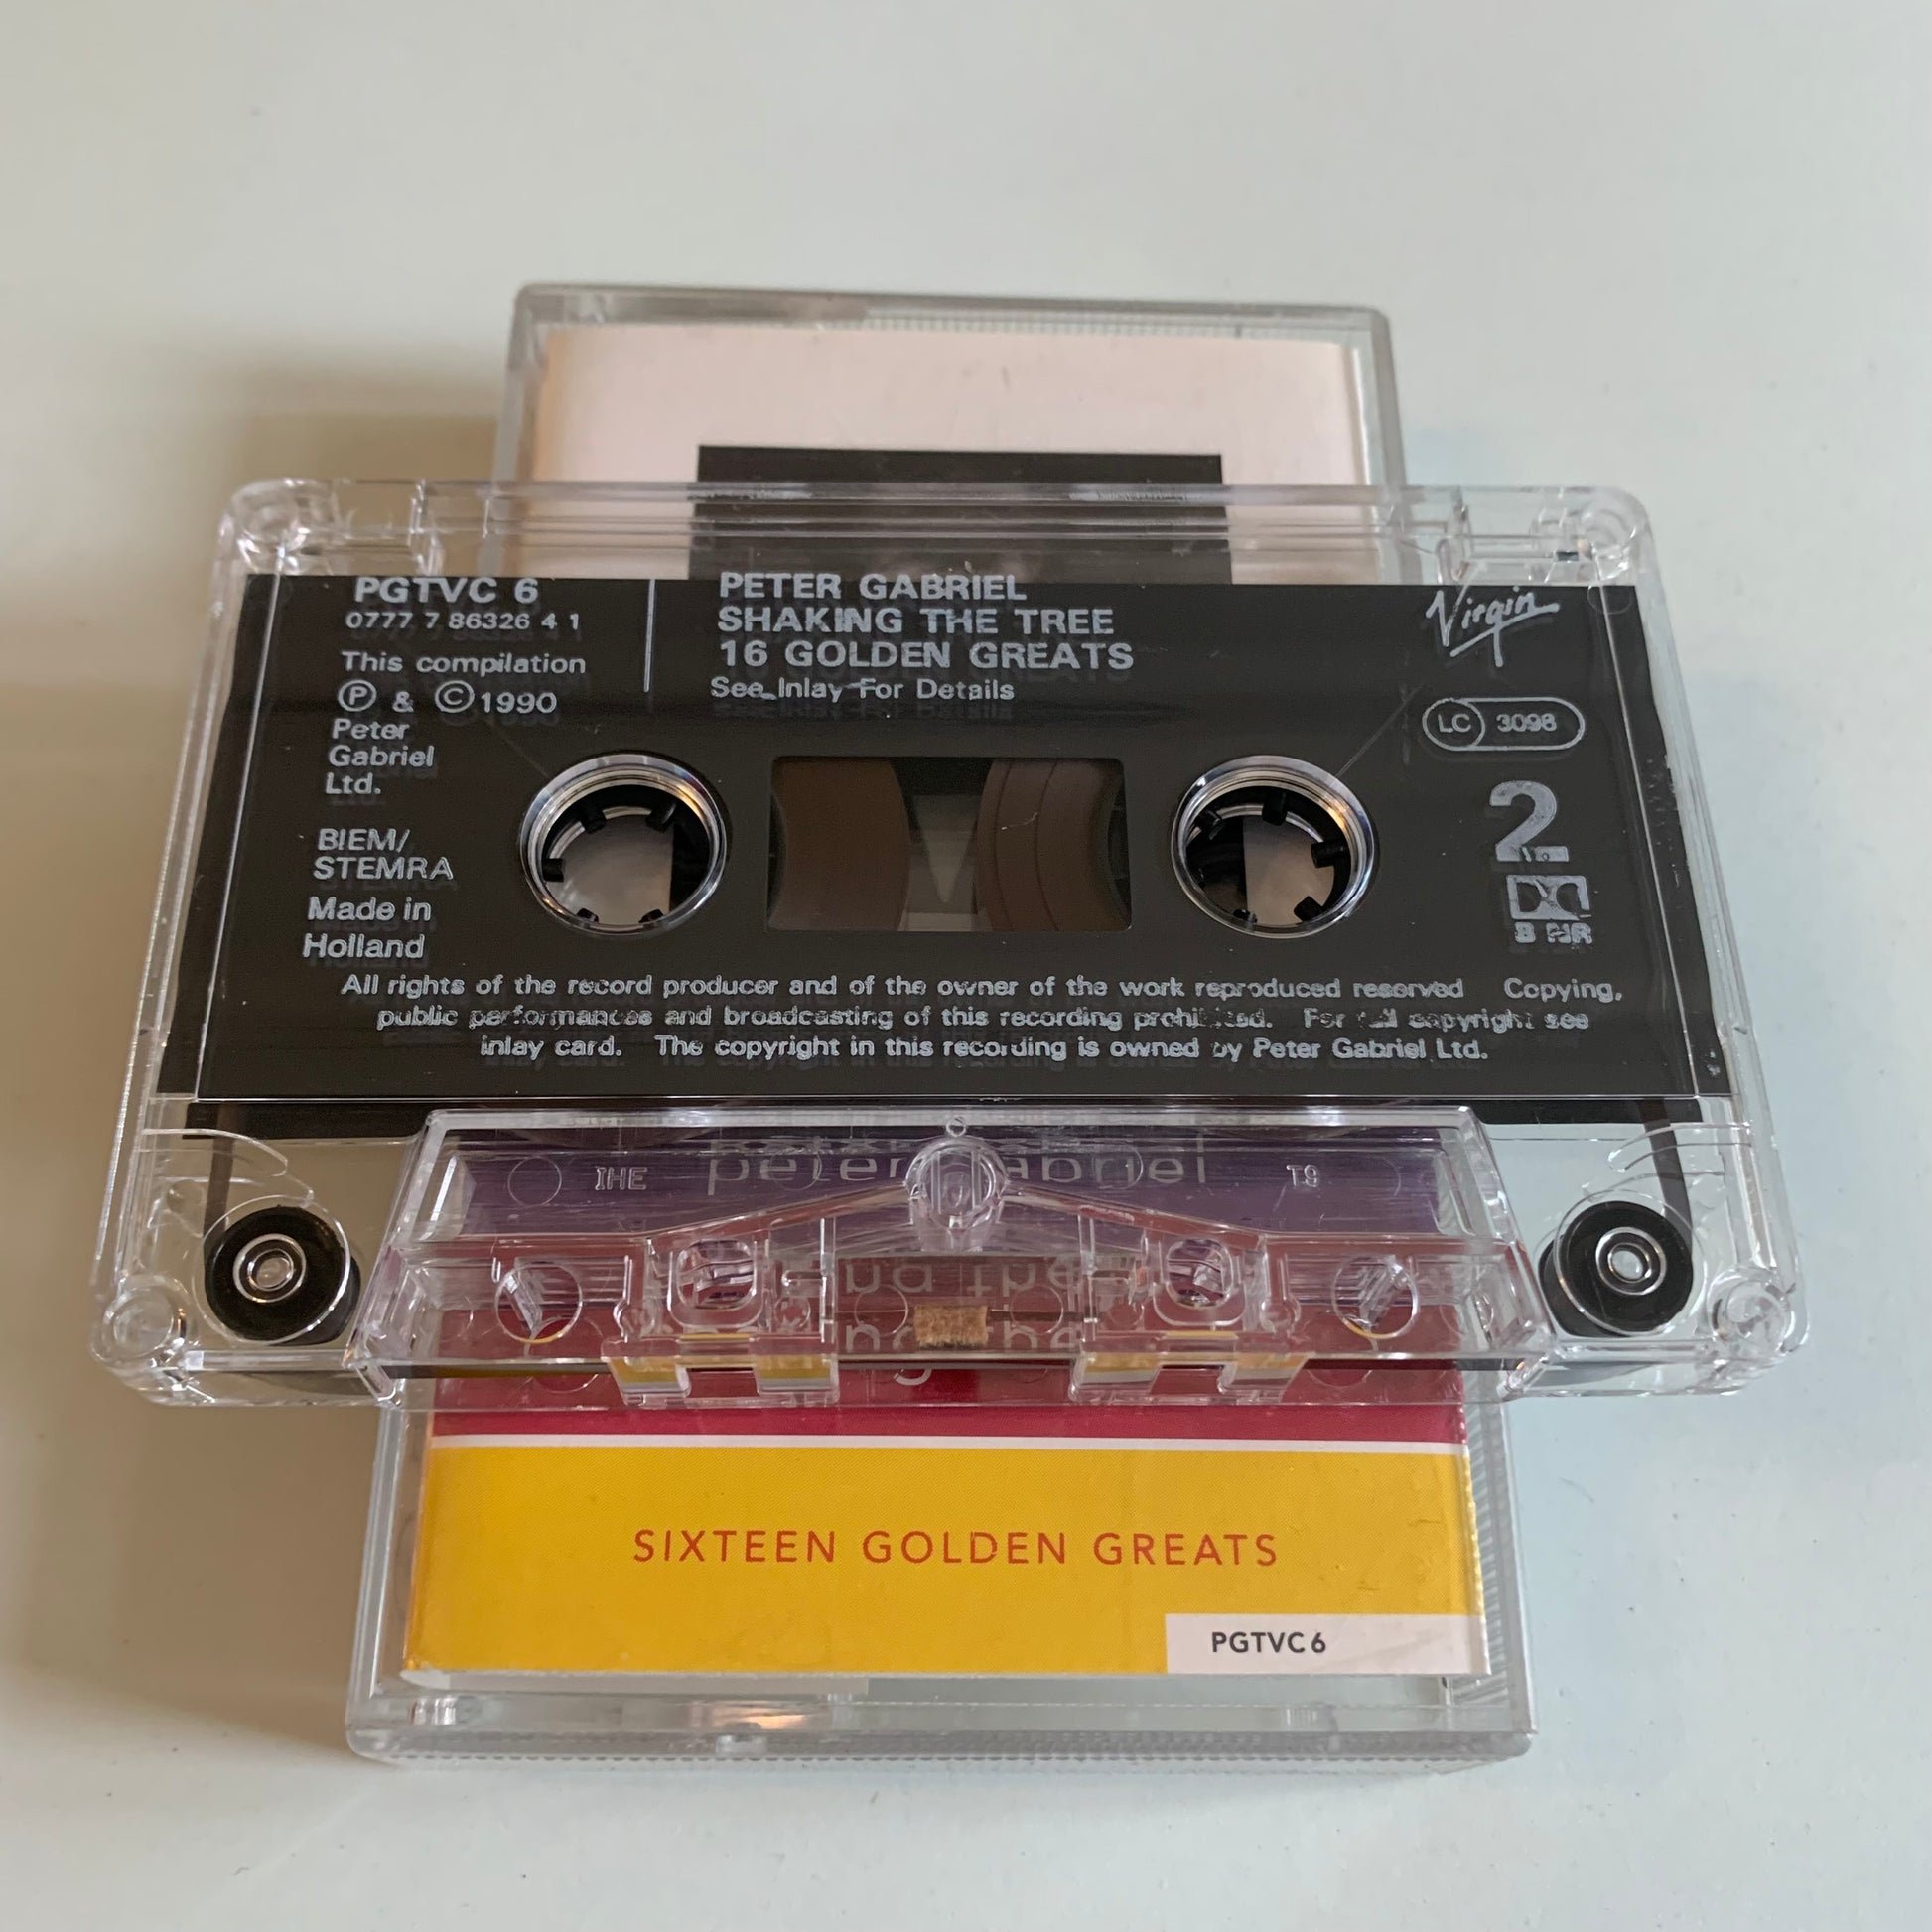 PGTVC 6
0777 7 86326 4 1
This compilation
Ⓟ & ©1990
Peter
Gabriel
Ltd.
BIEM/
STEMRA
Made in
Holland
PETER GABRIEL
SHAKING THE TREE
16 GOLDEN GREATS
See Inlay For Details
Virgin
LC 3098
2
B NR
All rights of the record producer and of the owner of the work reproduced reserved Copying,
public performances and broadcasting of this recording prohibited. For full copyright see
inlay card. The copyright in this recording is owned by Peter Gabriel Ltd.
peter gabriel
IHE
T9
the
SIXTEEN GOLDEN GREATS
PGTVC 6